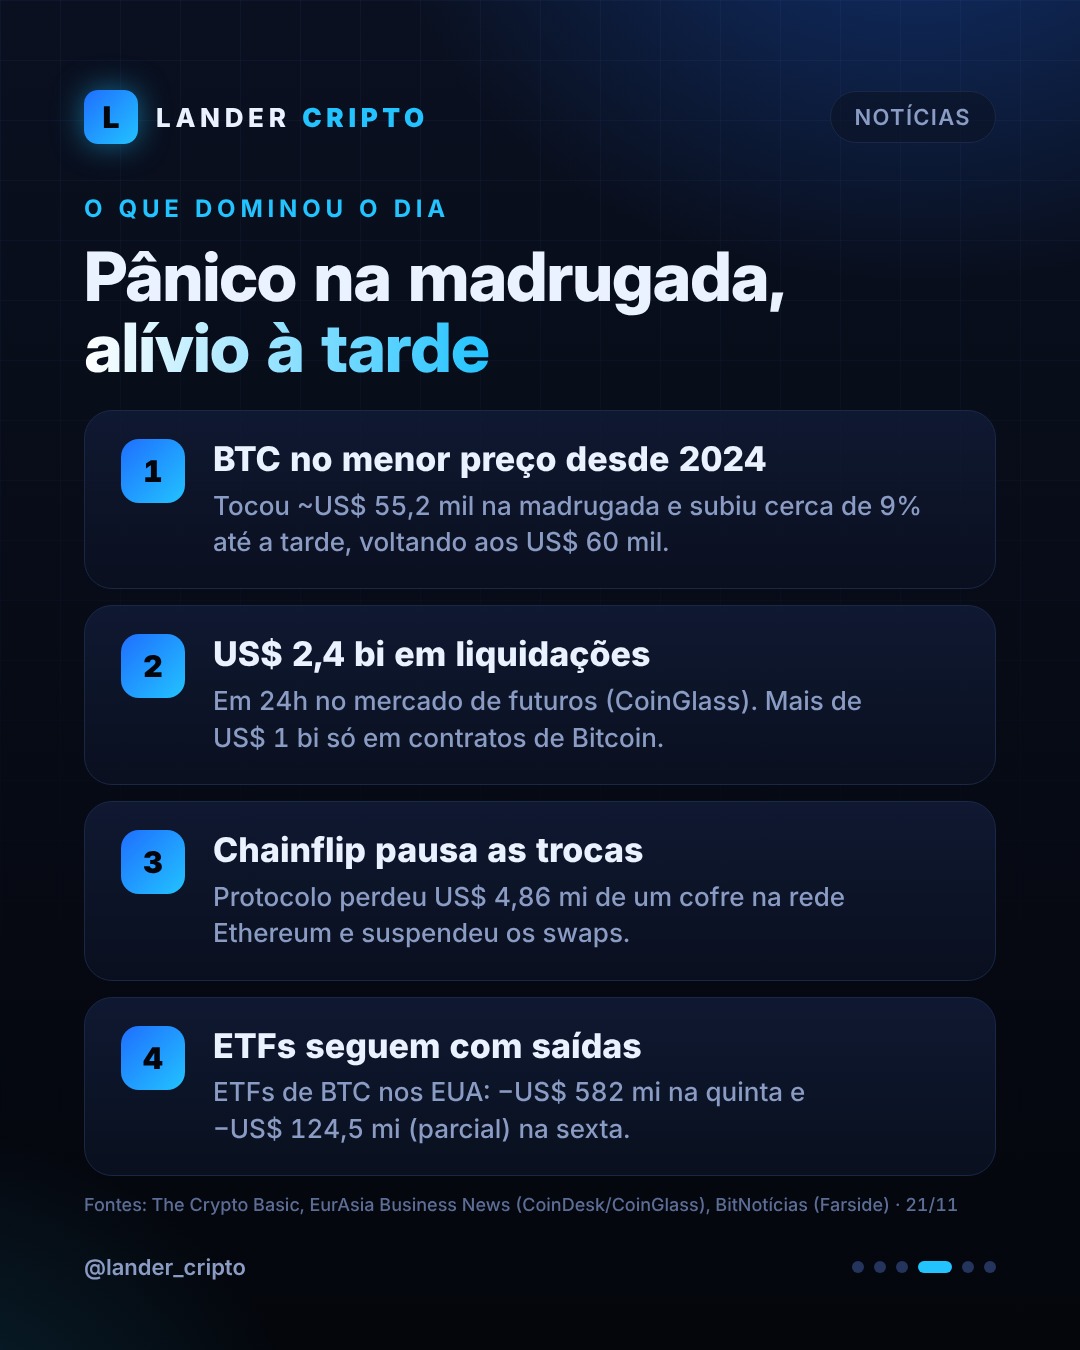 L LANDER CRIPTO
NOTÍCIAS
O QUE DOMINOU O DIA
Pânico na madrugada,
alívio à tarde
1
BTC no menor preço desde 2024
Tocou ~US$ 55,2 mil na madrugada e subiu cerca de 9%
até a tarde, voltando aos US$ 60 mil.
2
US$ 2,4 bi em liquidações
Em 24h no mercado de futuros (CoinGlass). Mais de
US$ 1 bi só em contratos de Bitcoin.
3
Chainflip pausa as trocas
Protocolo perdeu US$ 4,86 mi de um cofre na rede
Ethereum e suspendeu os swaps.
4
ETFs seguem com saídas
ETFs de BTC nos EUA: −US$ 582 mi na quinta e
−US$ 124,5 mi (parcial) na sexta.
Fontes: The Crypto Basic, EurAsia Business News (CoinDesk/CoinGlass), BitNotícias (Farside) · 21/11
@lander_cripto